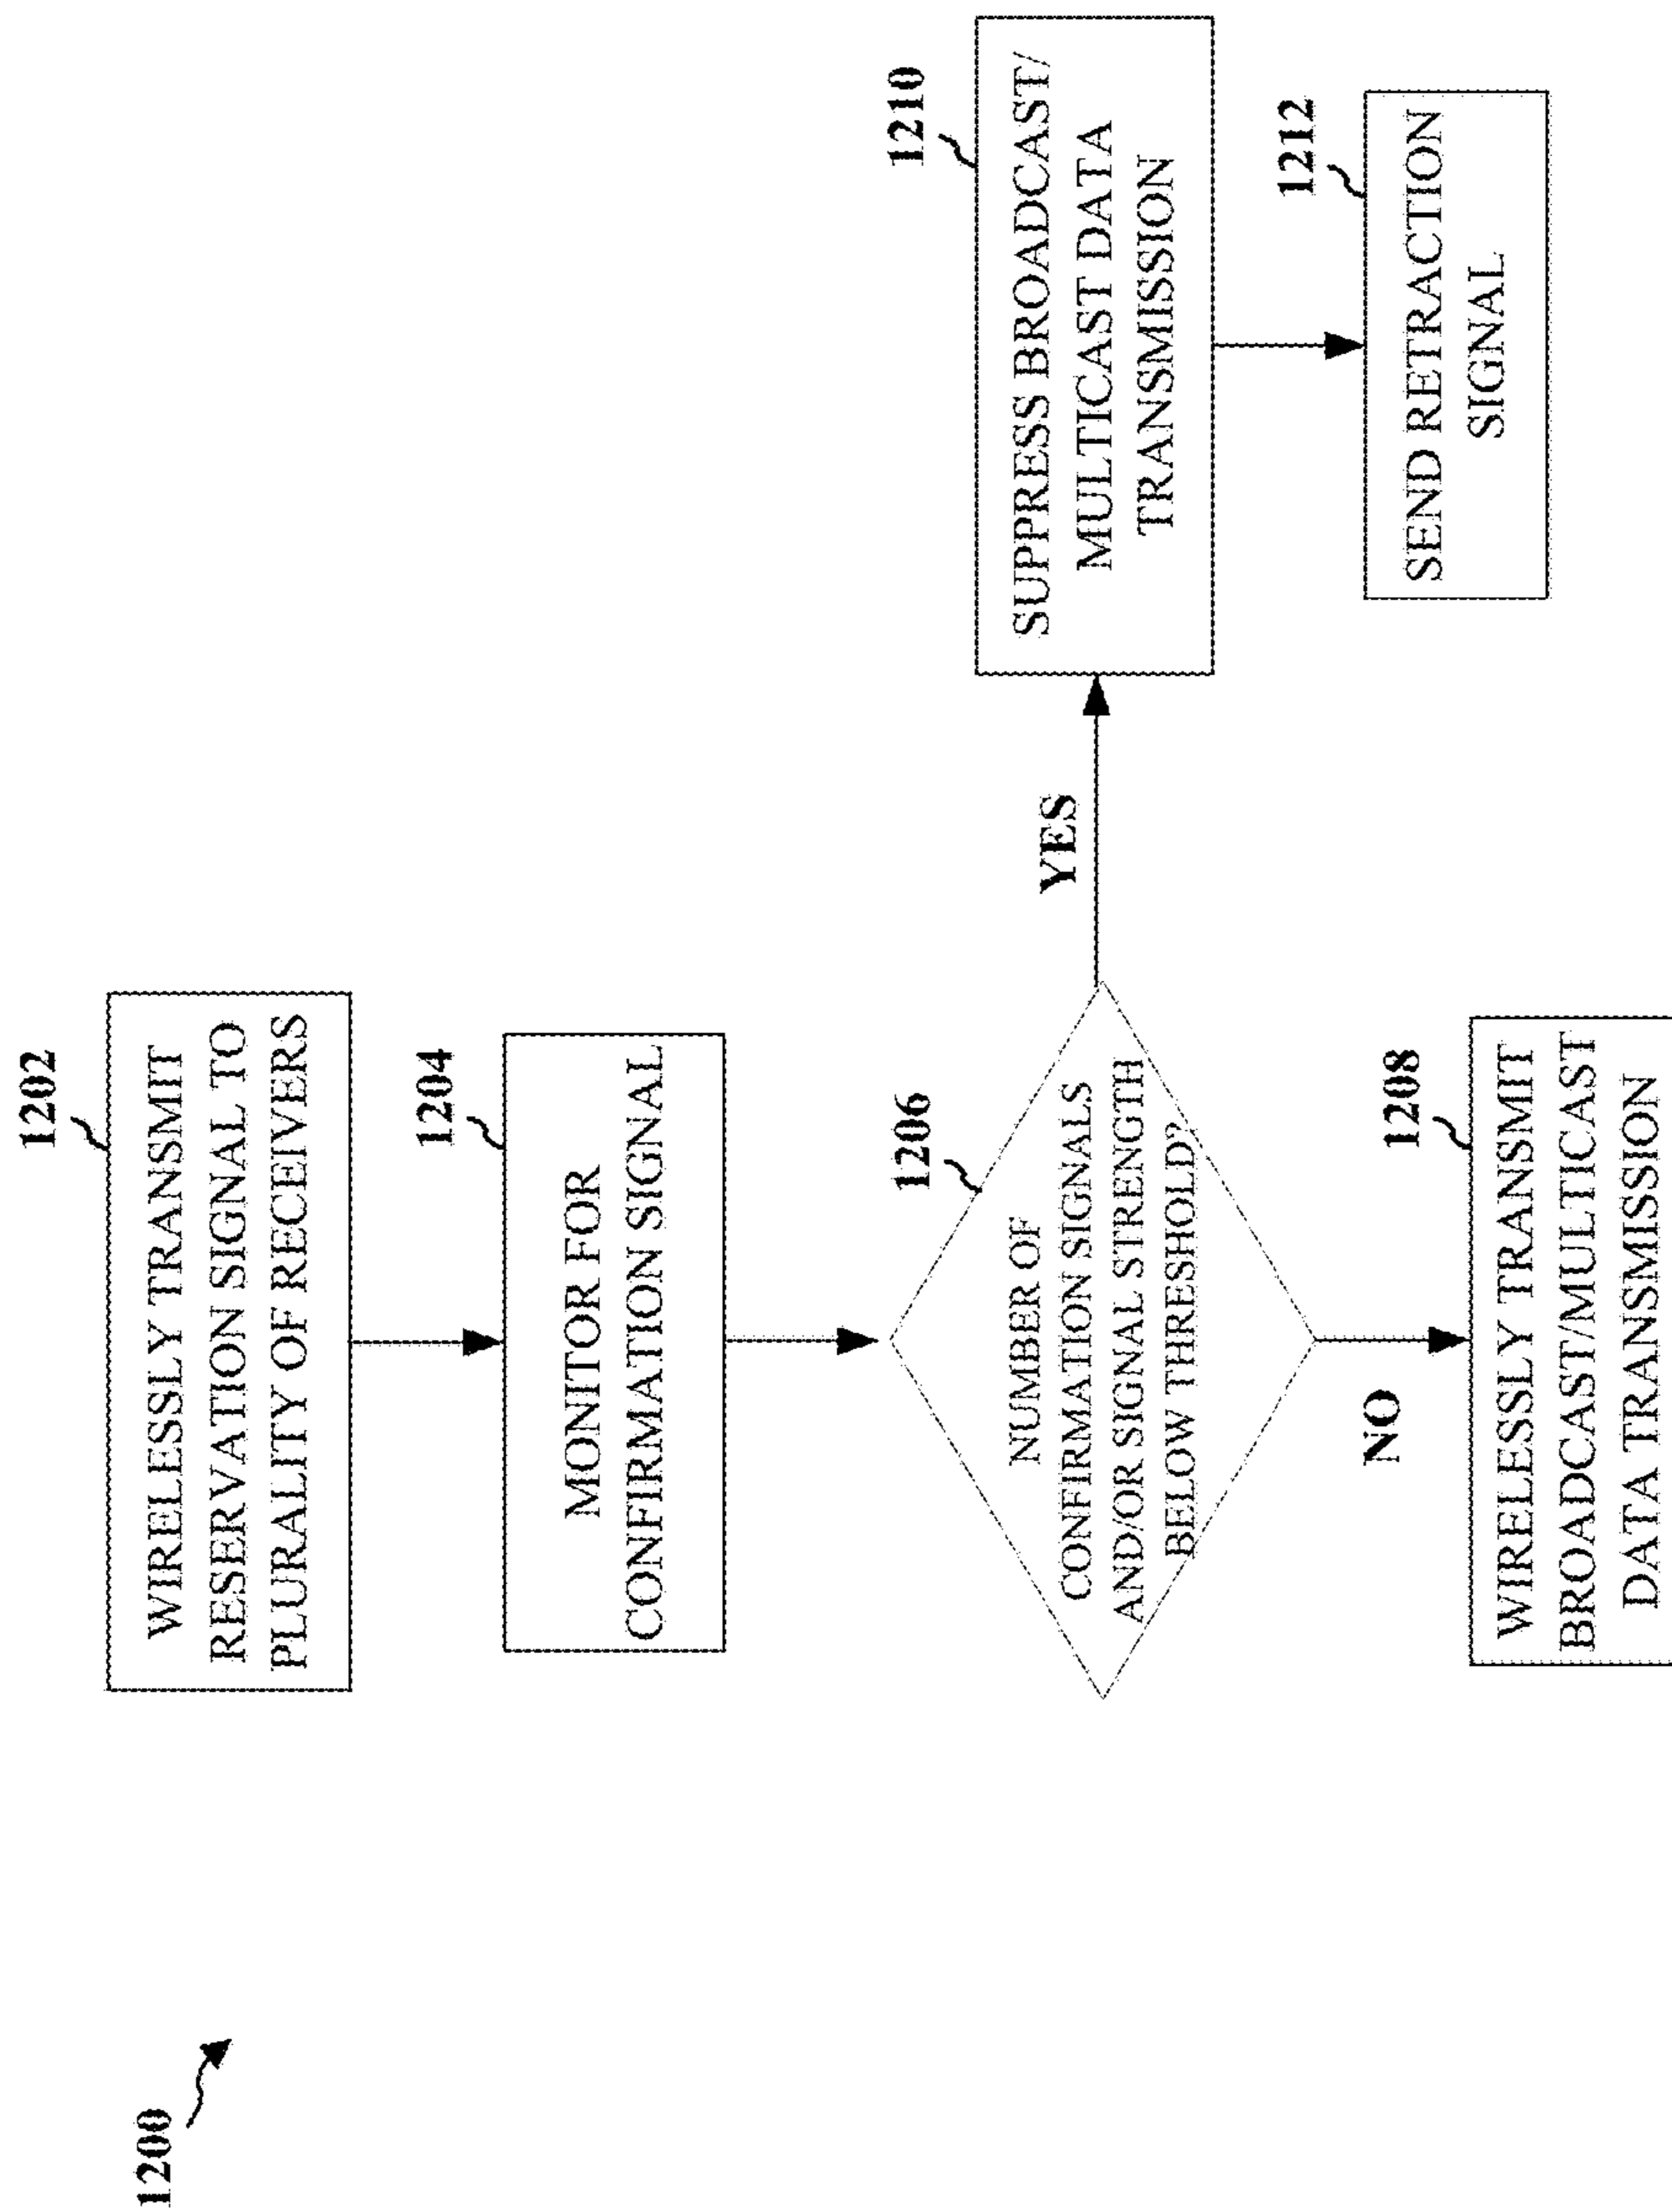 1200
1202
WIRELESSLY TRANSMIT
RESERVATION SIGNAL TO
PLURALITY OF RECEIVERS
1204
MONITOR FOR
CONFIRMATION SIGNAL
1206
NUMBER OF
CONFIRMATION SIGNALS
AND/OR SIGNAL STRENGTH
BELOW THRESHOLD?
YES
NO
1208
WIRELESSLY TRANSMIT
BROADCAST/MULTICAST
DATA TRANSMISSION
1210
SUPPRESS BROADCAST/
MULTICAST DATA
TRANSMISSION
1212
SEND RETRACTION
SIGNAL